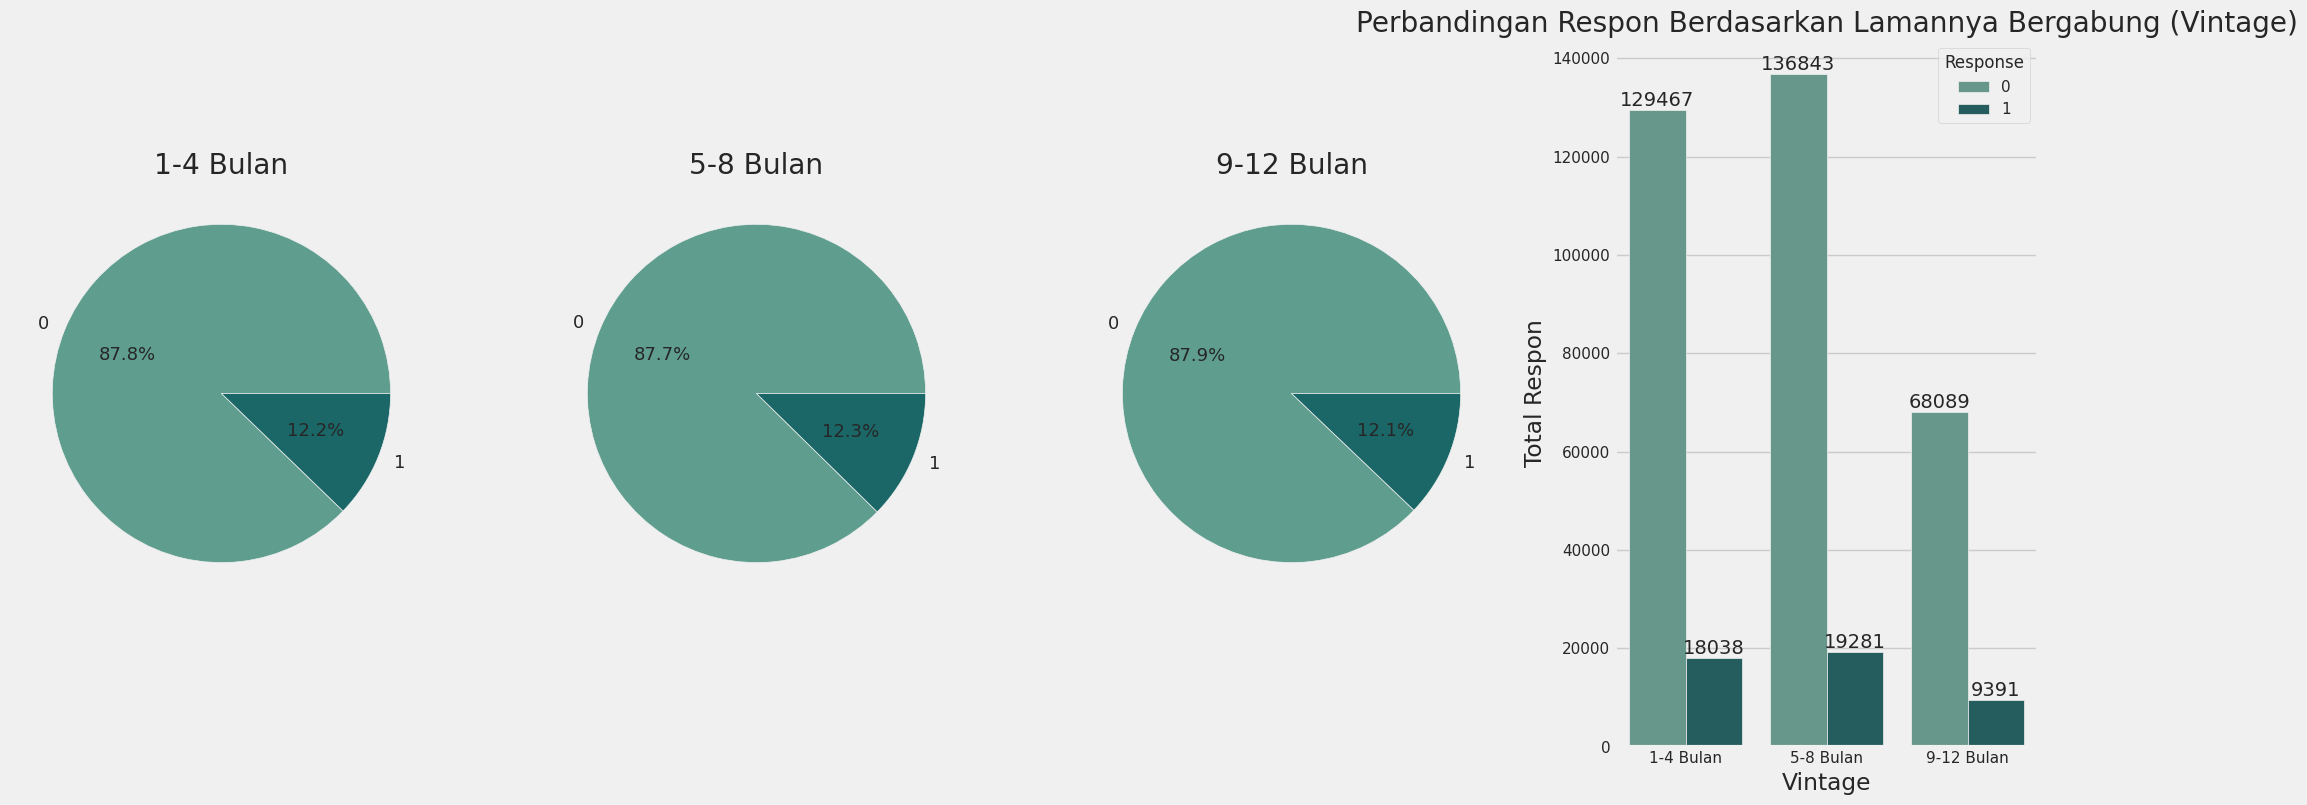 1-4 Bulan
0
87.8%
12.2%
1
5-8 Bulan
0
87.7%
12.3%
1
9-12 Bulan
0
87.9%
12.1%
1
Perbandingan Respon Berdasarkan Lamannya Bergabung (Vintage)
Total Respon
140000
120000
100000
80000
60000
40000
20000
0
129467
18038
136843
19281
68089
9391
Response
0
1
1-4 Bulan
5-8 Bulan
9-12 Bulan
Vintage